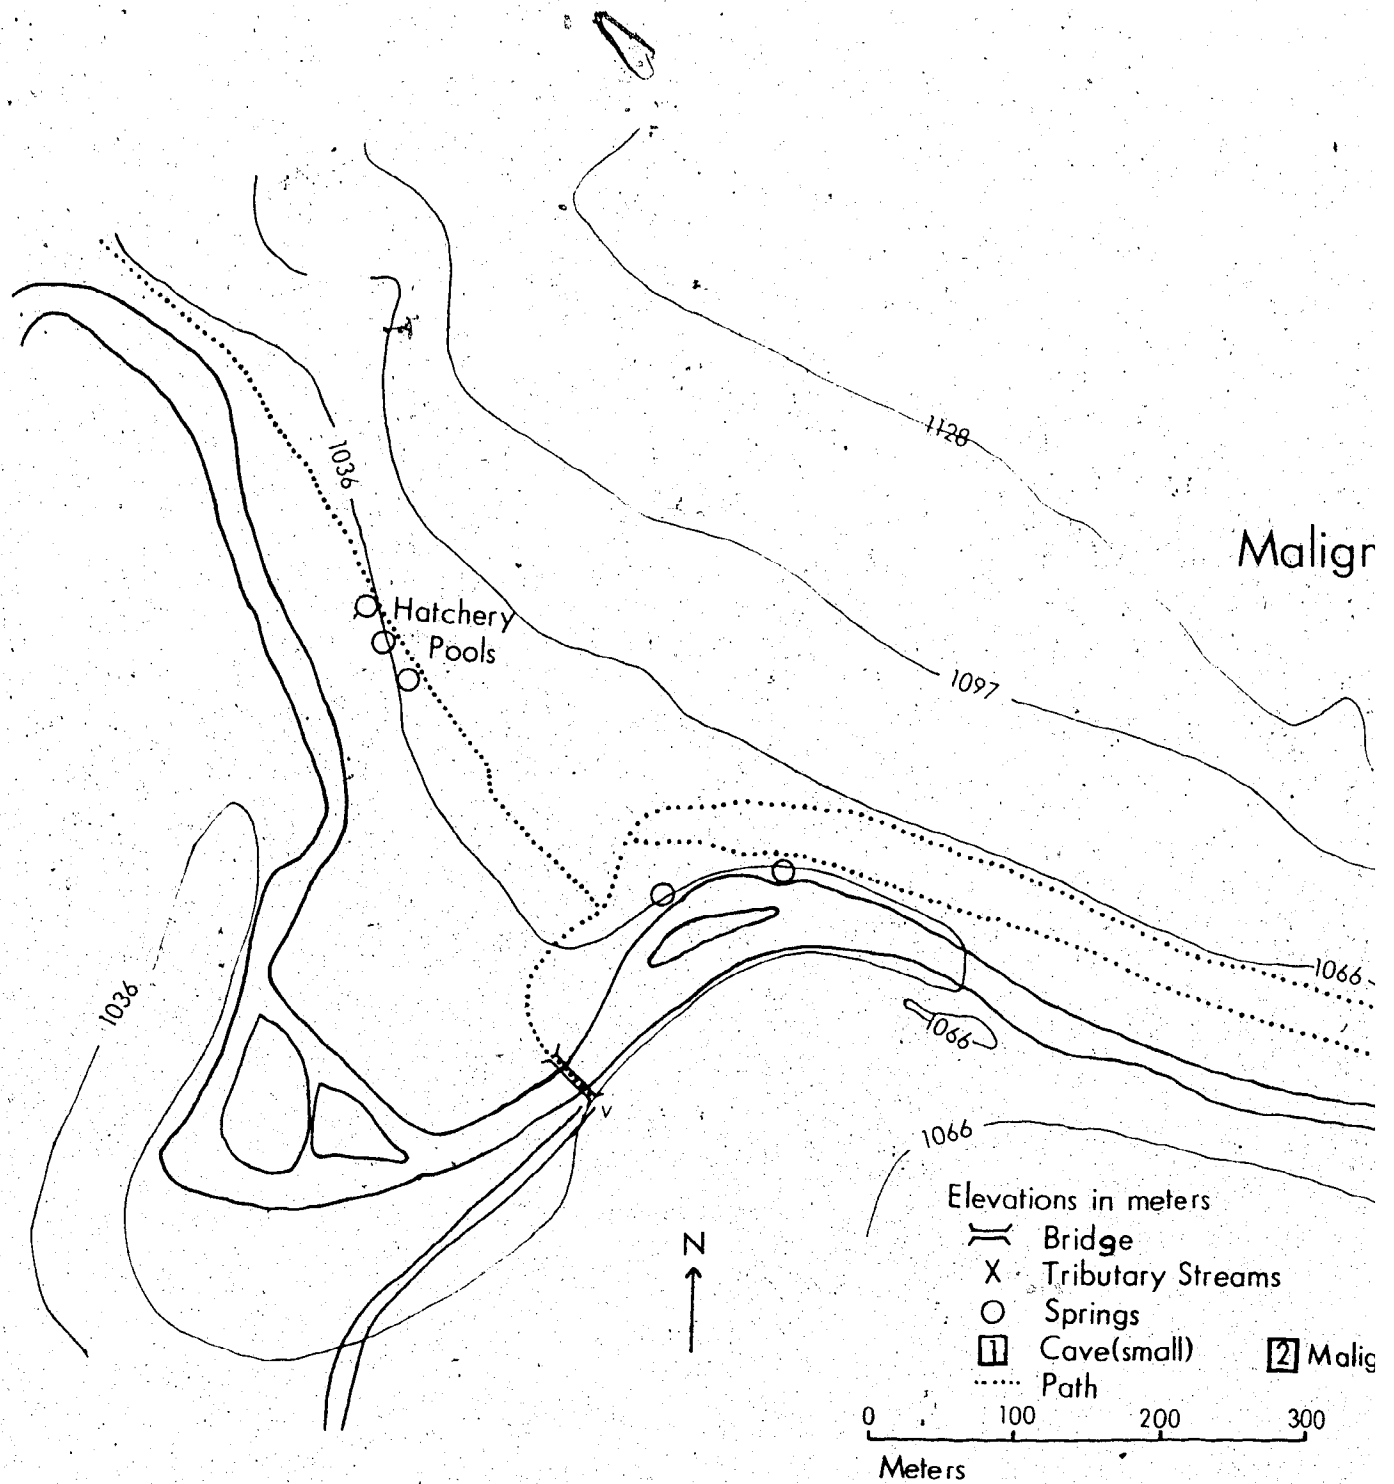 1128
1036
Malign
Hatchery
Pools
1097
1066
1036
1066
1066
Elevations in meters
Bridge
X Tributary Streams
Springs
1 Cave(small) 2 Malig
Path
N
0 100 200 300
Meters